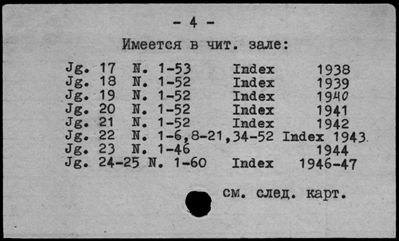 - 4 -
Имеется в чит. зале:
Jg. 17 N. 1-53 Index 1938
Jg. 18 N. 1-52 Index 1939
Jg. 19 N. 1-52 Index 1940
Jg. 20 N. 1-52 Index 1941
Jg. 21 N. 1-52 Index 1942
Jg. 22 N. 1-6,8-21,34-52 Index 1943
Jg. 23 N. 1-46 1944
Jg. 24-25 N. 1-60 Index 1946-47
см. след. карт.